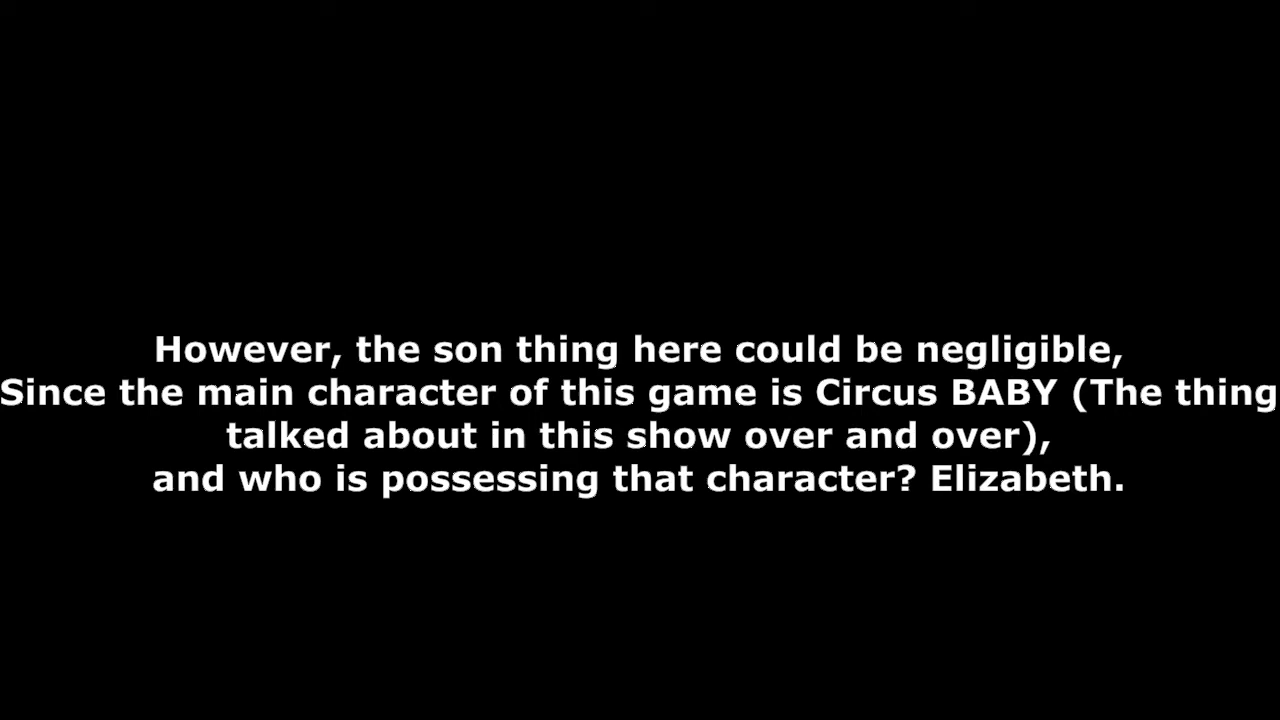 However, the son thing here could be negligible,
Since the main character of this game is Circus BABY (The thing
talked about in this show over and over),
and who is possessing that character? Elizabeth.